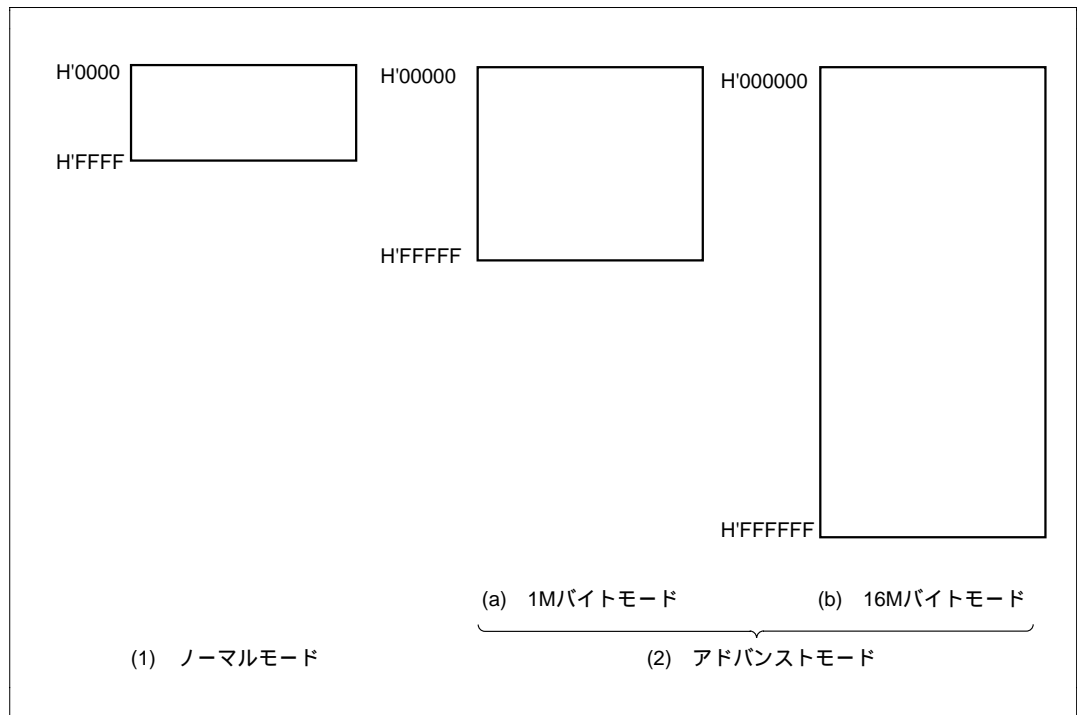 H'0000
H'FFFF
H'00000
H'FFFFF
H'000000
H'FFFFFF
(a) 1Mバイトモード
(b) 16Mバイトモード
(1) ノーマルモード
(2) アドバンストモード